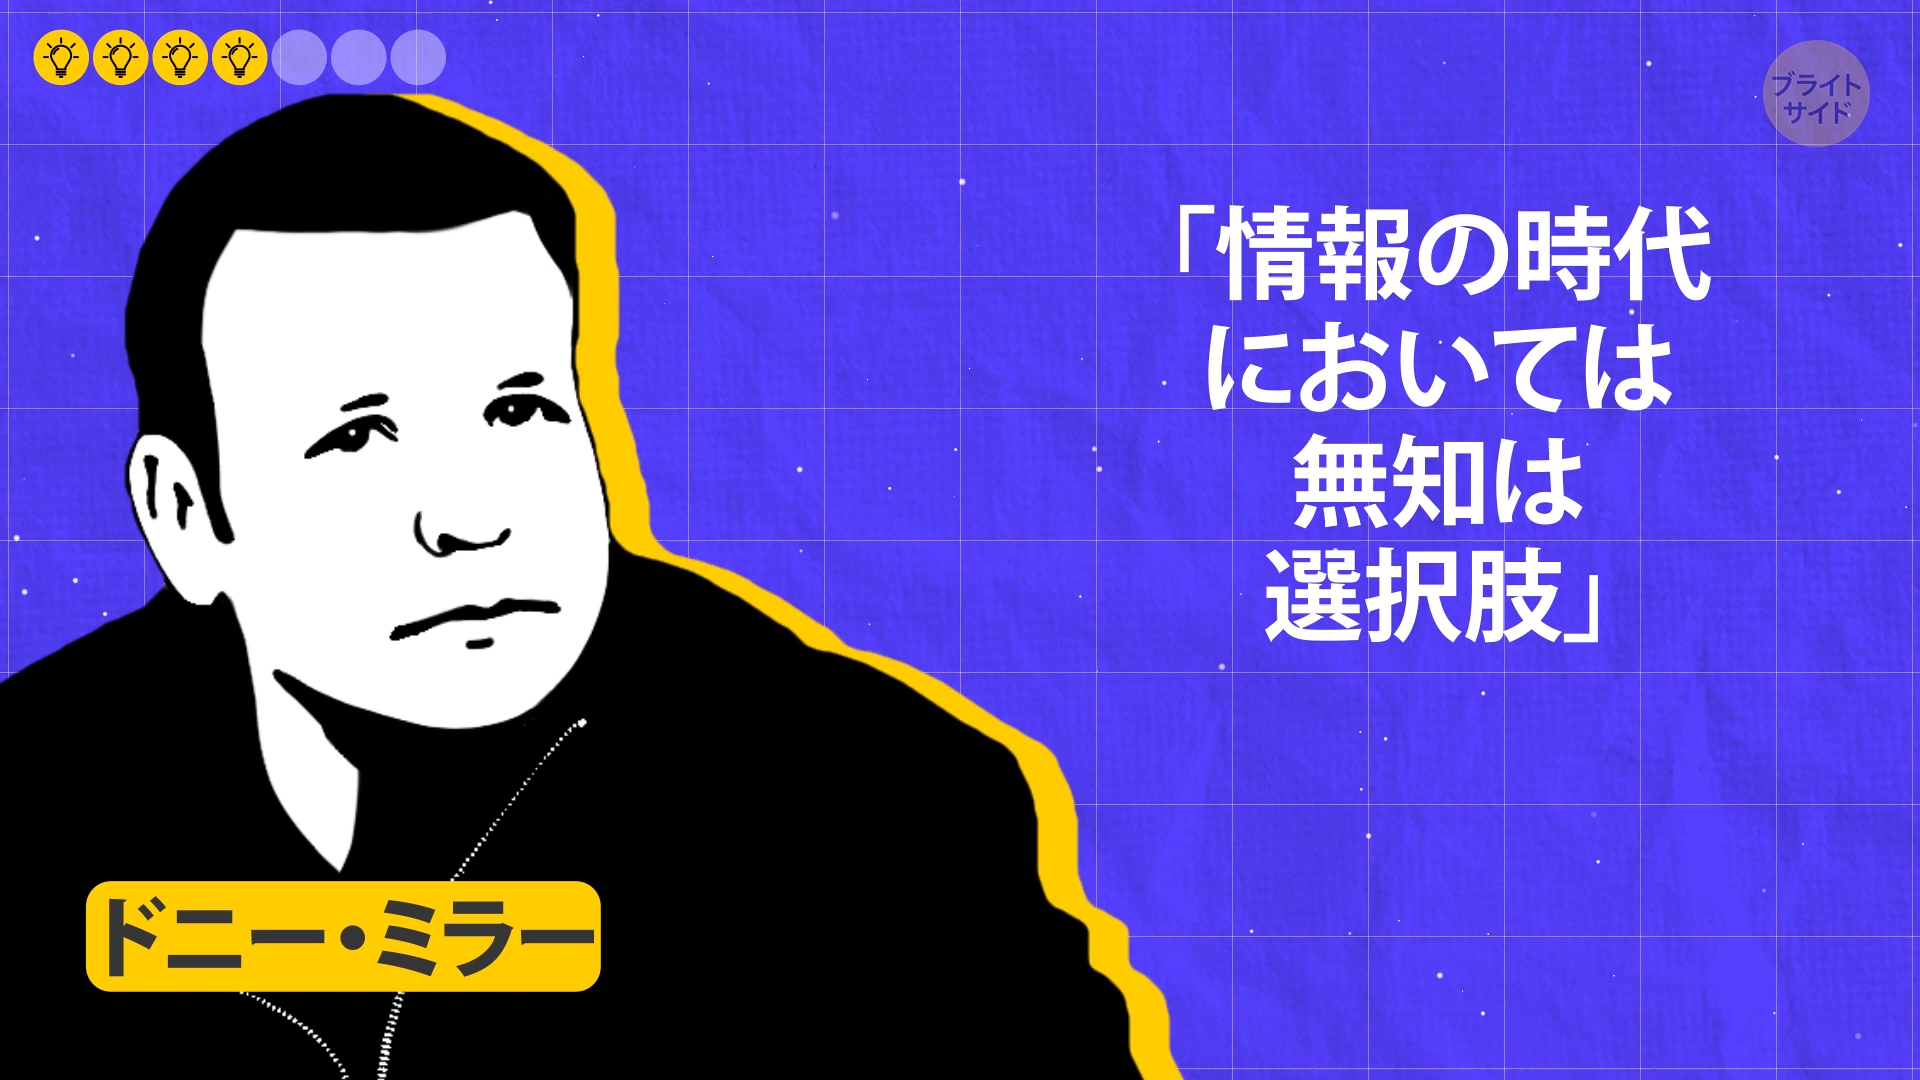 ブライト
サイド
「情報の時代
においては
無知は
選択肢」
ドニー・ミラー